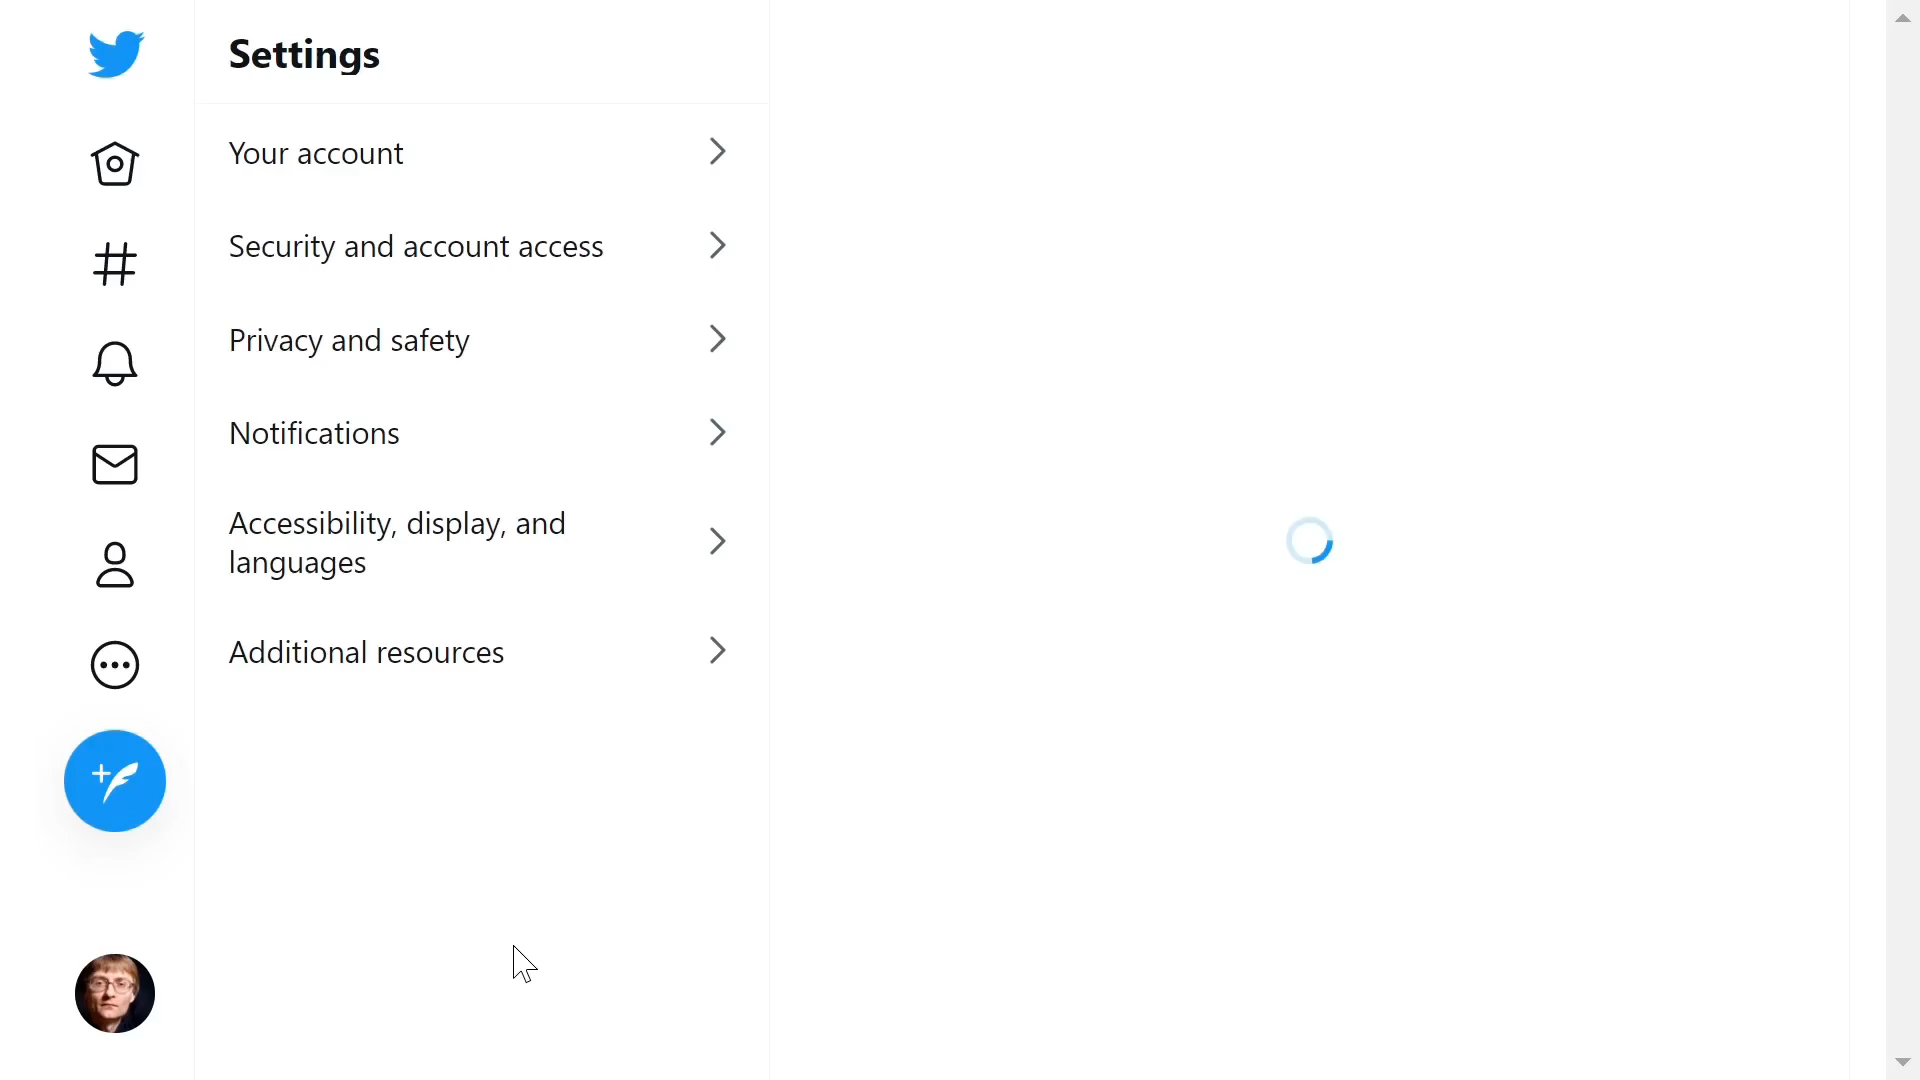 Settings
Your account
Security and account access
Privacy and safety
Notifications
Accessibility, display, and
languages
Additional resources